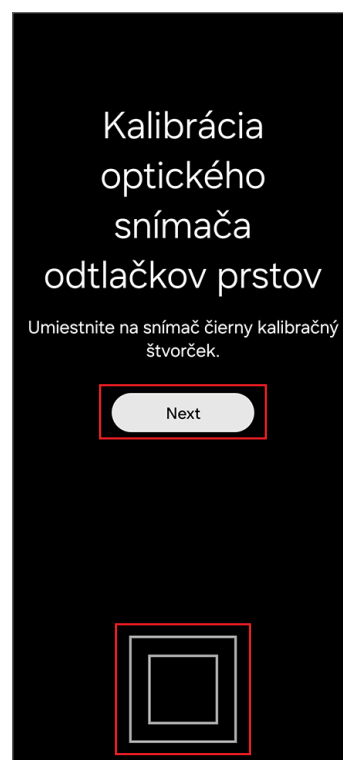 Kalibrácia
optického
snímača
odtlačkov prstov
Umiestnite na snímač čierny kalibračný
štvorček.
Next